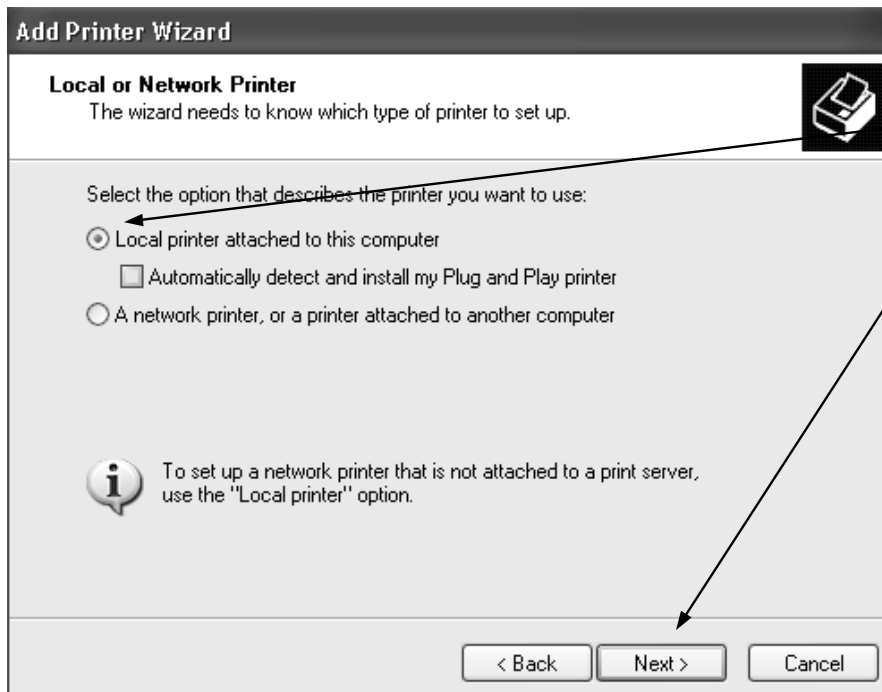 Add Printer Wizard
Local or Network Printer
The wizard needs to know which type of printer to set up.
Select the option that describes the printer you want to use:
Local printer attached to this computer
Automatically detect and install my Plug and Play printer
A network printer, or a printer attached to another computer
To set up a network printer that is not attached to a print server,
use the "Local printer" option.
< Back Next > Cancel